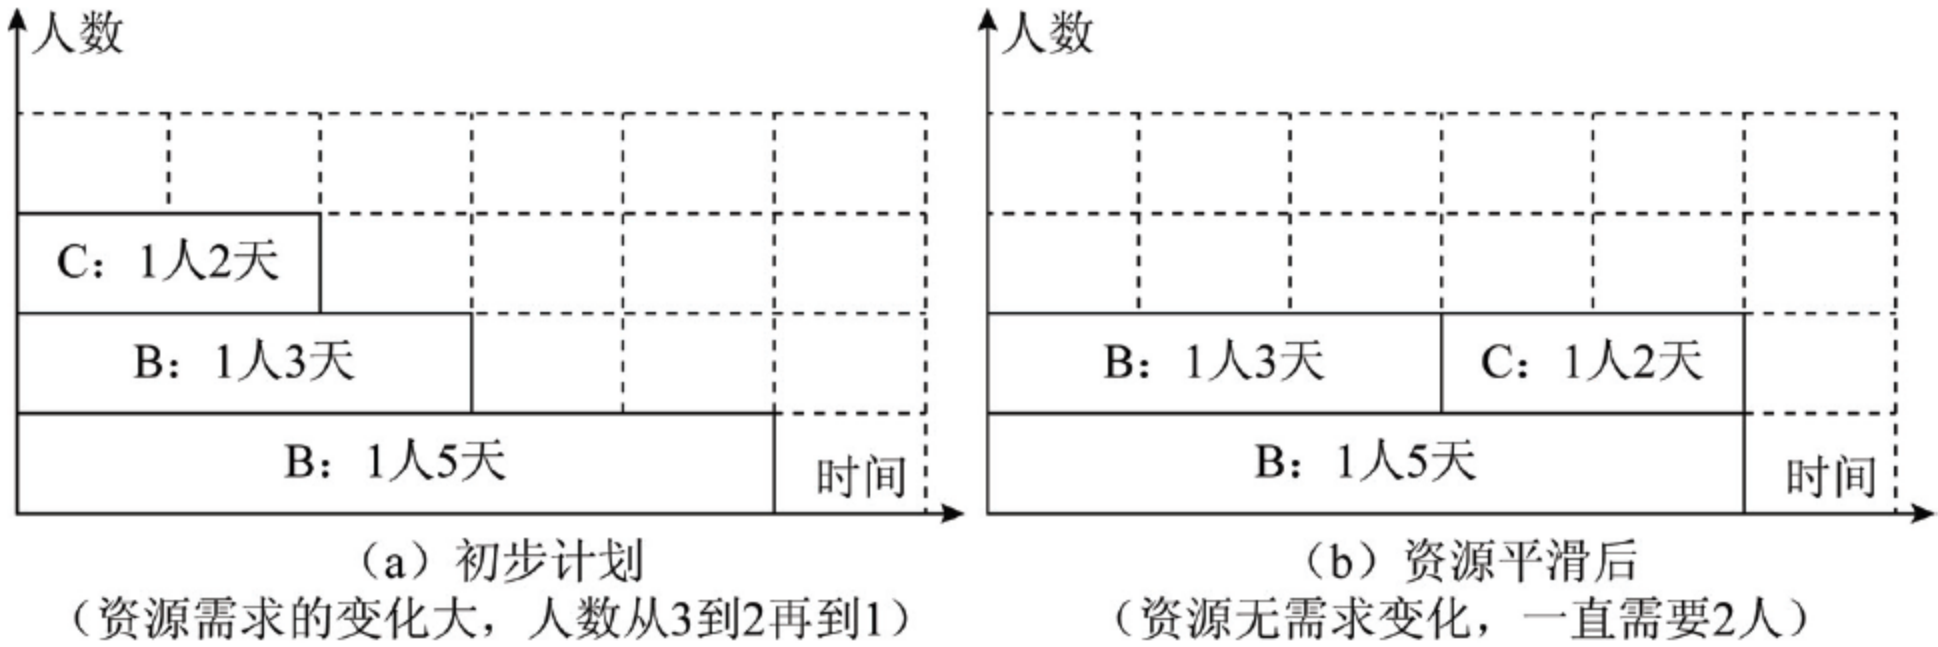 人数
C：1人2天
B：1人3天
B：1人5天
时间
（a）初步计划
（资源需求的变化大，人数从3到2再到1）
人数
B：1人3天
C：1人2天
B：1人5天
时间
（b）资源平滑后
（资源无需求变化，一直需要2人）